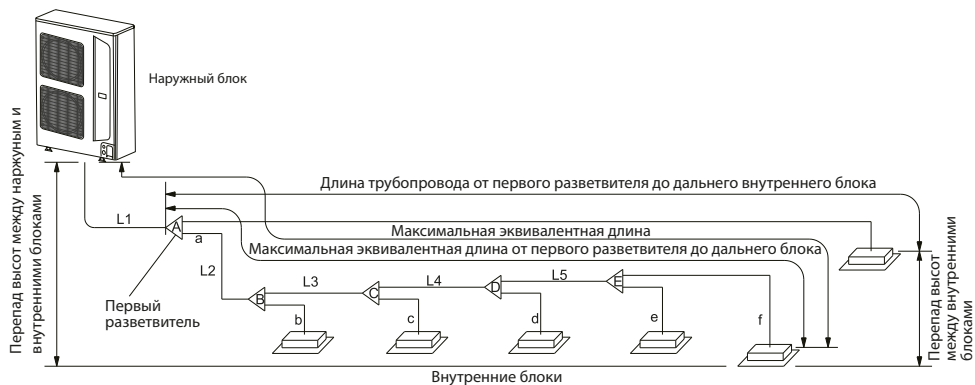 Наружный блок
Перепад высот между наружным и
внутренними блоками
Длина трубопровода от первого разветвителя до дальнего внутреннего блока
L1
A
a
Максимальная эквивалентная длина
Максимальная эквивалентная длина от первого разветвителя до дальнего блока
L2
L3
L4
L5
B
C
D
E
Первый
разветвитель
b
c
d
e
f
Перепад высот
между внутренними
блоками
Внутренние блоки